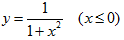 y = 1/(1 + x²)   (x ≤ 0)